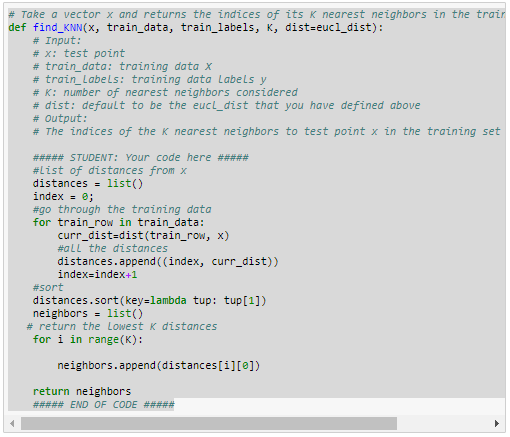 # Take a vector x and returns the indices of its K nearest neighbors in the train
def find_KNN(x, train_data, train_labels, K, dist=eucl_dist):
# Input:
# x: test point
# train_data: training data X
# train_labels: training data labels y
# K: number of nearest neighbors considered
# dist: default to be the eucl_dist that you have defined above
# Output:
# The indices of the K nearest neighbors to test point x in the training set
##### STUDENT: Your code here #####
#list of distances from x
distances = list()
index = 0;
#go through the training data
for train_row in train_data:
curr_dist=dist(train_row, x)
#all the distances
distances.append((index, curr_dist))
index=index+1
#sort
distances.sort(key=lambda tup: tup[1])
neighbors = list()
# return the lowest K distances
for i in range(K):
neighbors.append(distances[i][0])
return neighbors
##### END OF CODE #####